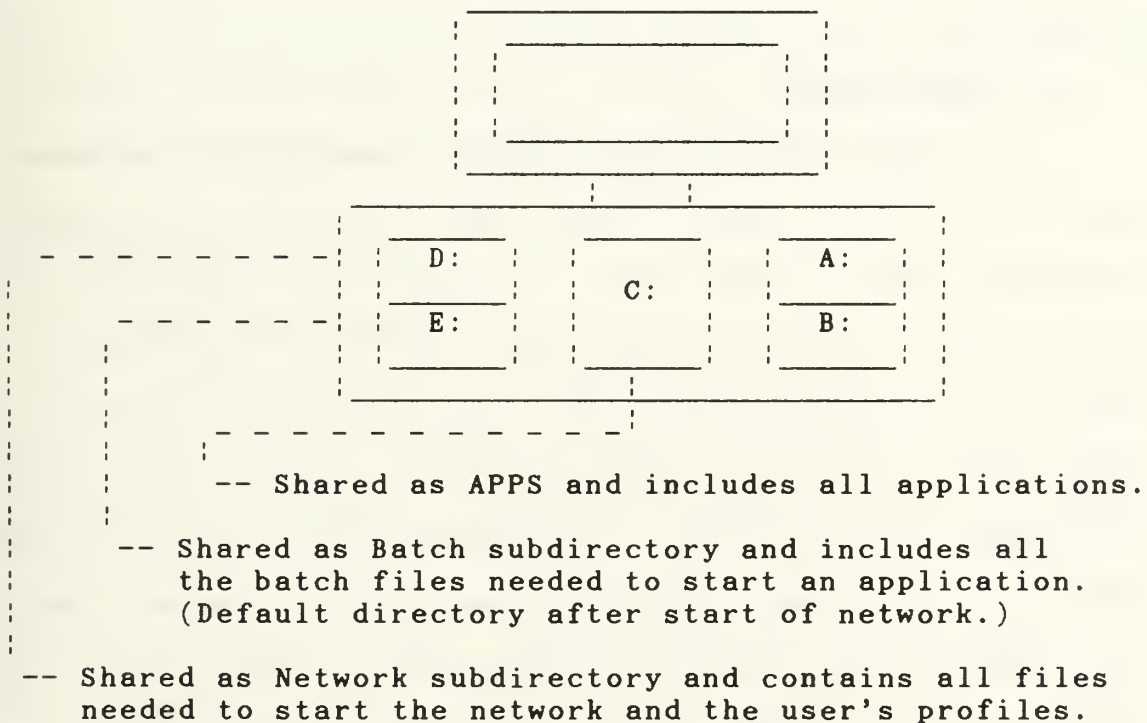 D:
C:
A:
E:
B:
-- Shared as APPS and includes all applications.
-- Shared as Batch subdirectory and includes all
the batch files needed to start an application.
(Default directory after start of network.)
-- Shared as Network subdirectory and contains all files
needed to start the network and the user's profiles.